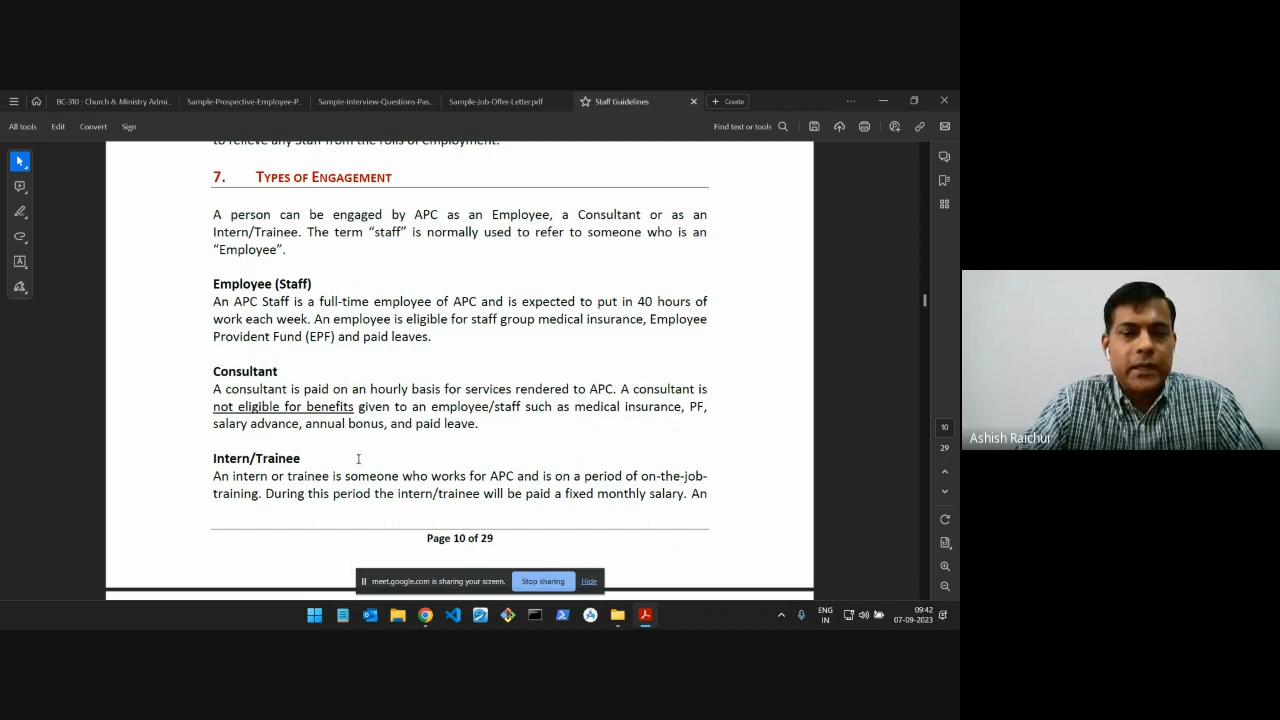 BC-310 : Church & Ministry Admi...
Sample-Prospective-Employee-P...
Sample-Interview-Questions-Pas...
Sample-Job-Offer-Letter.pdf
Staff Guidelines
Create
All tools
Edit
Convert
Sign
Find text or tools
to relieve any Staff from the rolls of employment.
7. TYPES OF ENGAGEMENT
A person can be engaged by APC as an Employee, a Consultant or as an
Intern/Trainee. The term “staff” is normally used to refer to someone who is an
“Employee”.
Employee (Staff)
An APC Staff is a full-time employee of APC and is expected to put in 40 hours of
work each week. An employee is eligible for staff group medical insurance, Employee
Provident Fund (EPF) and paid leaves.
Consultant
A consultant is paid on an hourly basis for services rendered to APC. A consultant is
not eligible for benefits given to an employee/staff such as medical insurance, PF,
salary advance, annual bonus, and paid leave.
Intern/Trainee
An intern or trainee is someone who works for APC and is on a period of on-the-job-
training. During this period the intern/trainee will be paid a fixed monthly salary. An
Page 10 of 29
10
29
meet.google.com is sharing your screen.
Stop sharing
Hide
ENG
IN
09:42
07-09-2023
Ashish Raichur